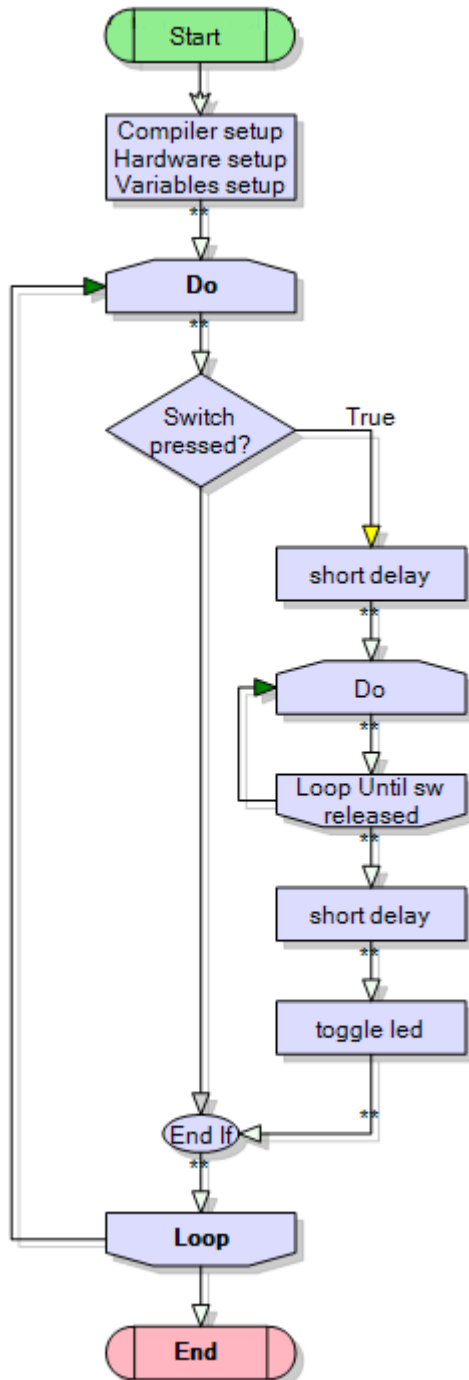 Start
Compiler setup
Hardware setup
Variables setup
**
Do
**
Switch
pressed?
True
short delay
**
Do
**
Loop Until sw
released
**
short delay
**
toggle led
**
End If
**
Loop
End